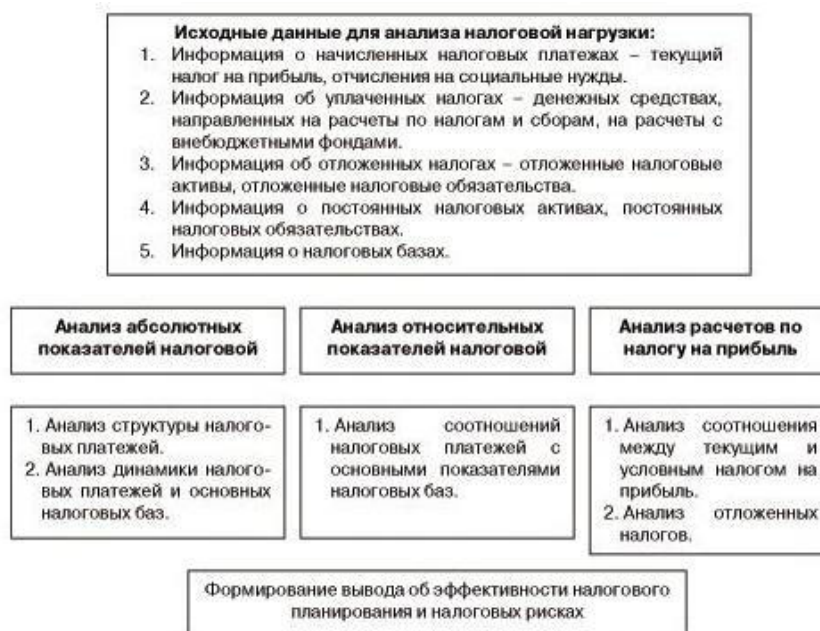 Исходные данные для анализа налоговой нагрузки:
1. Информация о начисленных налоговых платежах – текущий
налог на прибыль, отчисления на социальные нужды.
2. Информация об уплаченных налогах – денежных средствах,
направленных на расчеты по налогам и сборам, на расчеты с
внебюджетными фондами.
3. Информация об отложенных налогах – отложенные налоговые
активы, отложенные налоговые обязательства.
4. Информация о постоянных налоговых активах, постоянных
налоговых обязательствах.
5. Информация о налоговых базах.
Анализ абсолютных
показателей налоговой
Анализ относительных
показателей налоговой
Анализ расчетов по
налогу на прибыль
1. Анализ структуры налого-
вых платежей.
2. Анализ динамики налого-
вых платежей и основных
налоговых баз.
1. Анализ соотношений
налоговых платежей с
основными показателями
налоговых баз.
1. Анализ соотношения
между текущим и
условным налогом на
прибыль.
2. Анализ отложенных
налогов.
Формирование вывода об эффективности налогового
планирования и налоговых рисках